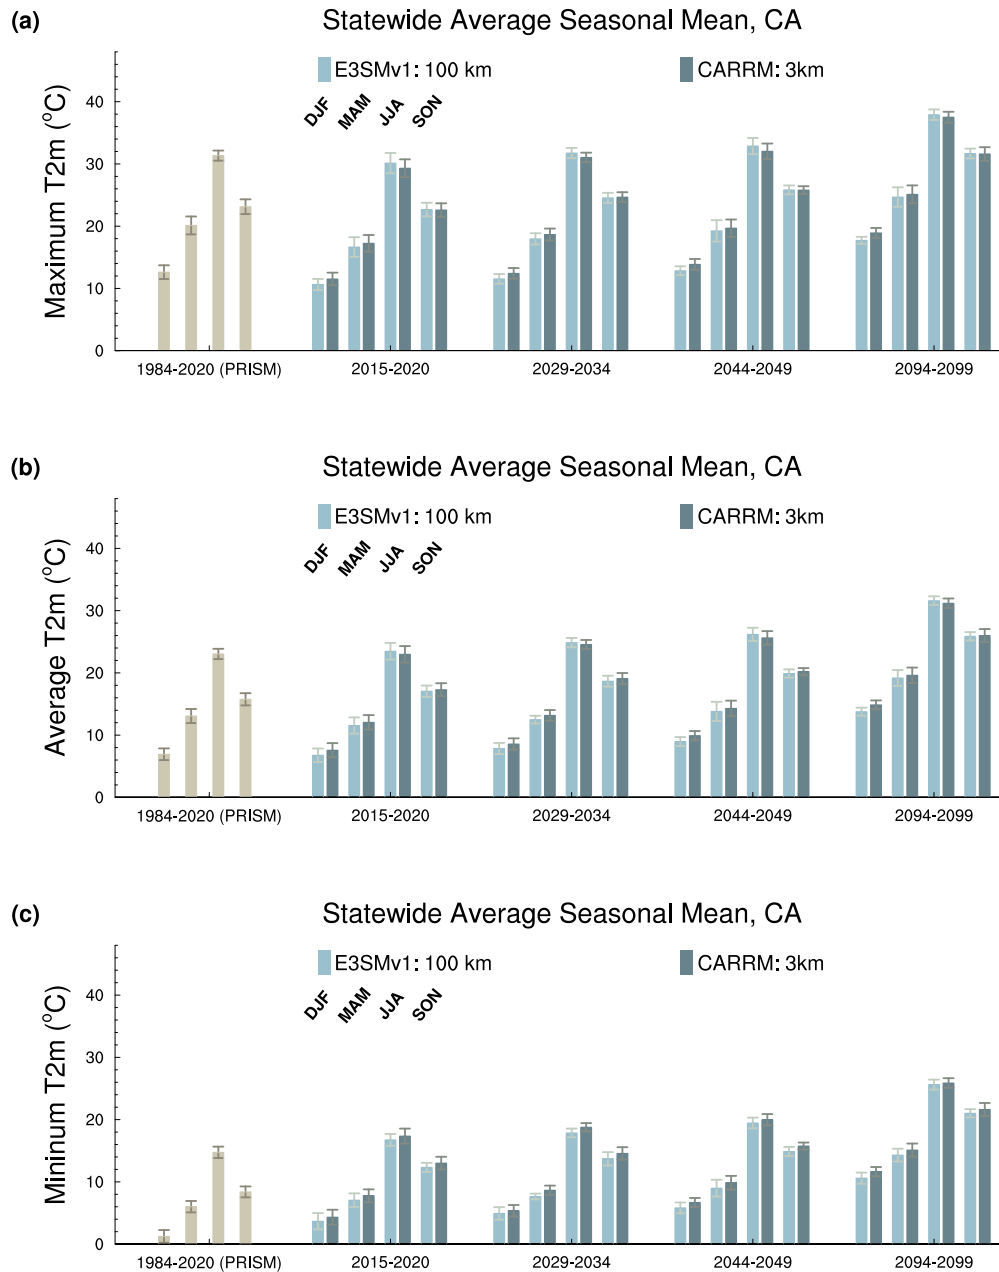 (a)
Statewide Average Seasonal Mean, CA
E3SMv1: 100 km
CARRM: 3km
DJF
MAM
JJA
SON
Maximum T2m (°C)
40
30
20
10
0
1984-2020 (PRISM)
2015-2020
2029-2034
2044-2049
2094-2099
(b)
Statewide Average Seasonal Mean, CA
E3SMv1: 100 km
CARRM: 3km
DJF
MAM
JJA
SON
Average T2m (°C)
40
30
20
10
0
1984-2020 (PRISM)
2015-2020
2029-2034
2044-2049
2094-2099
(c)
Statewide Average Seasonal Mean, CA
E3SMv1: 100 km
CARRM: 3km
DJF
MAM
JJA
SON
Mininum T2m (°C)
40
30
20
10
0
1984-2020 (PRISM)
2015-2020
2029-2034
2044-2049
2094-2099